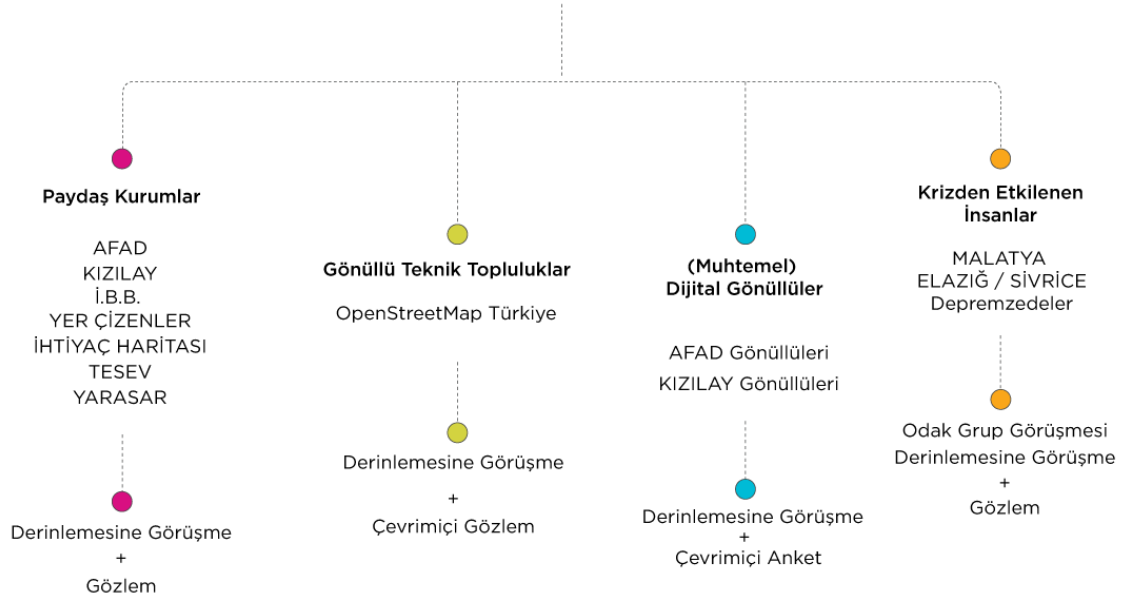 Paydaş Kurumlar
AFAD
KIZILAY
İ.B.B.
YER ÇİZENLER
İHTİYAÇ HARİTASI
TESEV
YARASAR
Derinlemesine Görüşme
+
Gözlem
Gönüllü Teknik Topluluklar
OpenStreetMap Türkiye
Derinlemesine Görüşme
+
Çevrimiçi Gözlem
(Muhtemel)
Dijital Gönüllüler
AFAD Gönüllüleri
KIZILAY Gönüllüleri
Derinlemesine Görüşme
+
Çevrimiçi Anket
Krizden Etkilenen
İnsanlar
MALATYA
ELAZIĞ / SİVRİCE
Depremzedeler
Odak Grup Görüşmesi
Derinlemesine Görüşme
+
Gözlem